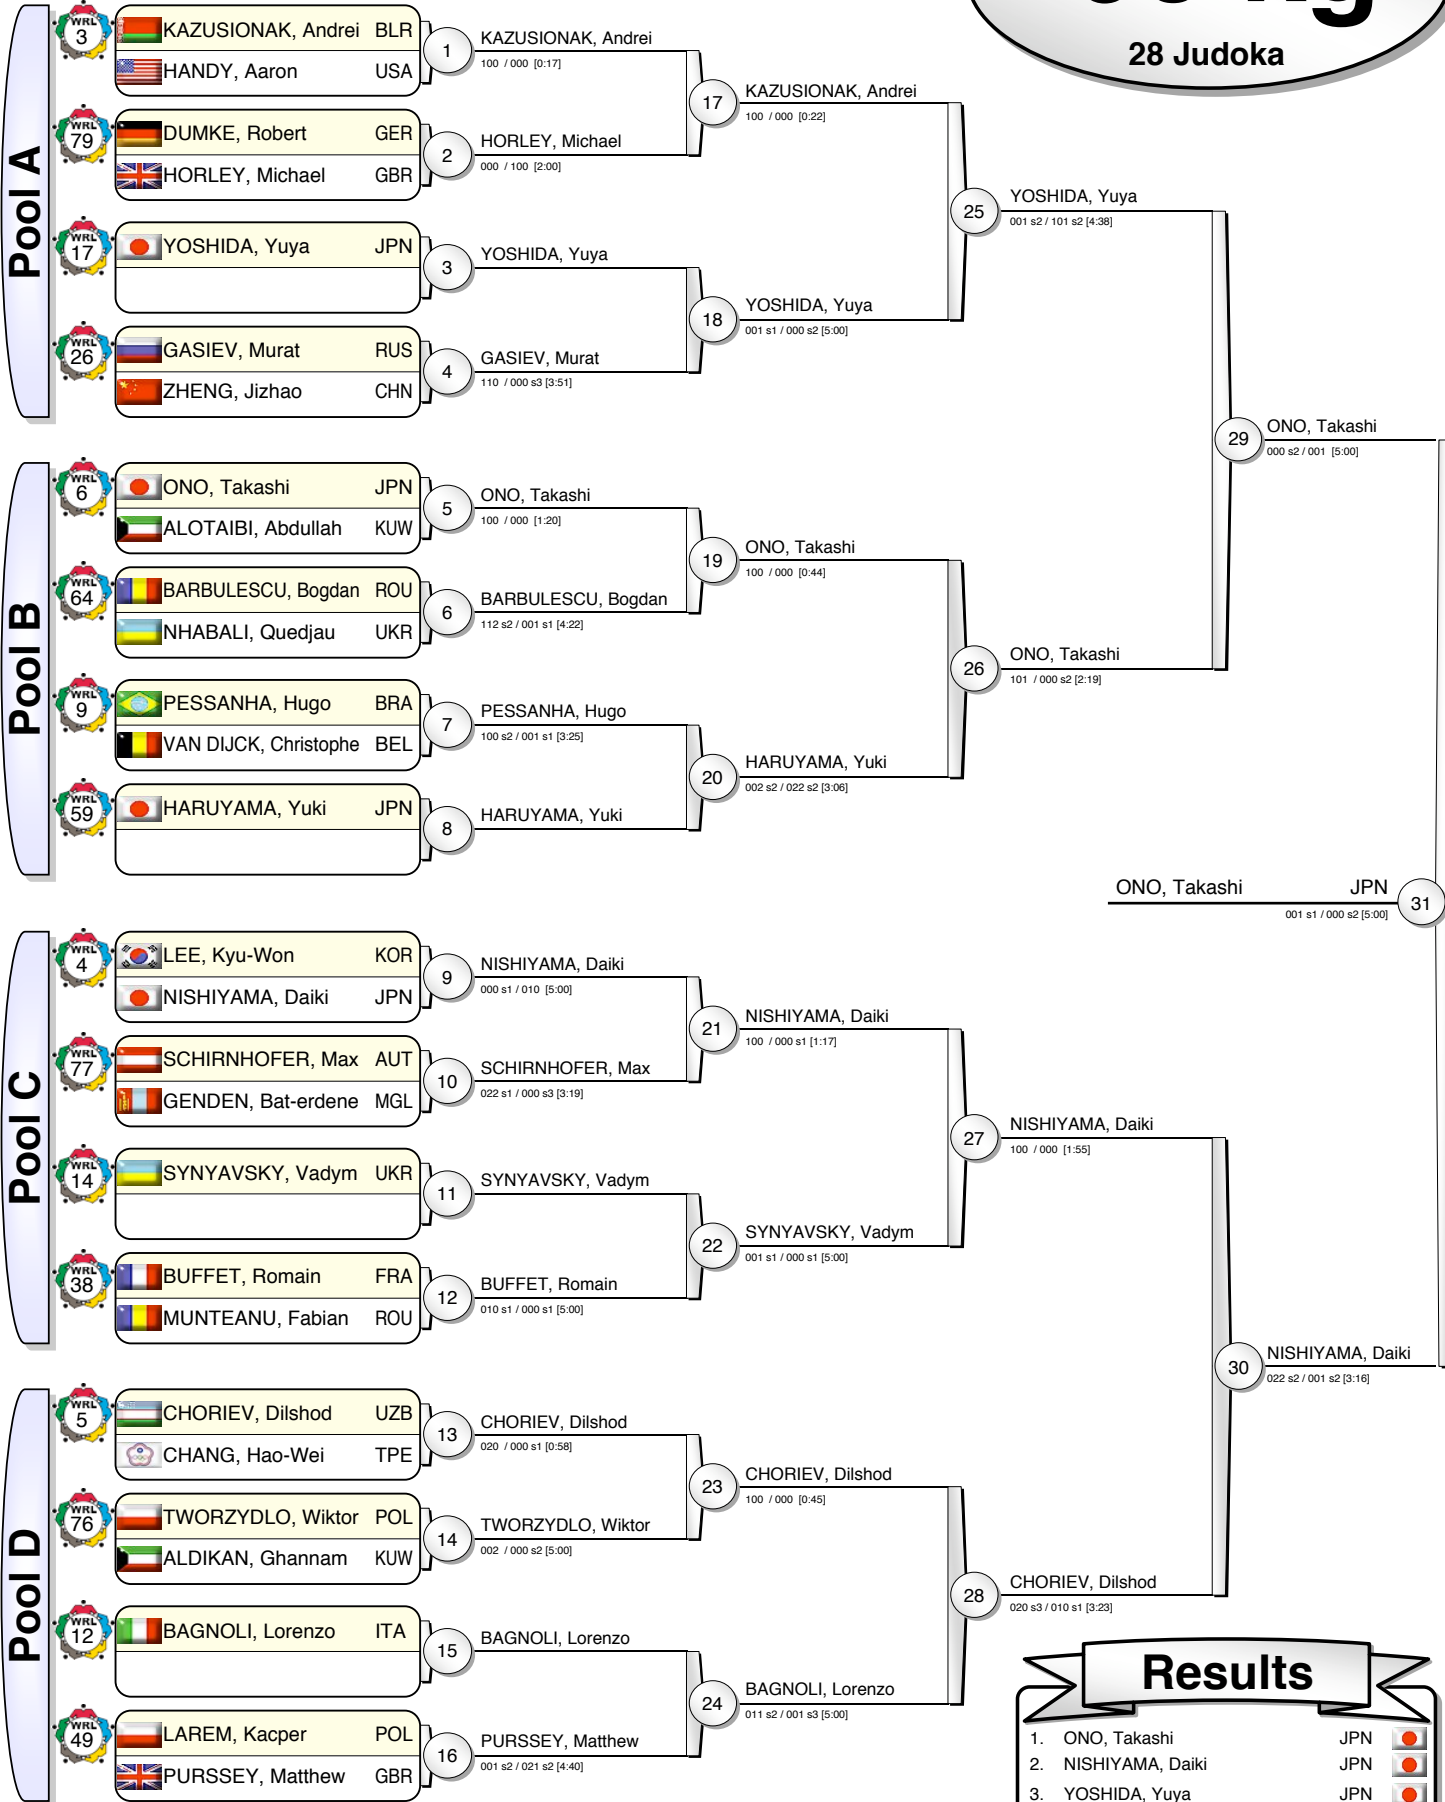 28 Judoka
Pool A
WRL 3
KAZUSIONAK, Andrei BLR
HANDY, Aaron USA
WRL 79
DUMKE, Robert GER
HORLEY, Michael GBR
WRL 17
YOSHIDA, Yuya JPN
WRL 26
GASIEV, Murat RUS
ZHENG, Jizhao CHN
1
KAZUSIONAK, Andrei
100 / 000 [0:17]
2
HORLEY, Michael
000 / 100 [2:00]
3
YOSHIDA, Yuya
4
GASIEV, Murat
110 / 000 s3 [3:51]
17
KAZUSIONAK, Andrei
100 / 000 [0:22]
18
YOSHIDA, Yuya
001 s1 / 000 s2 [5:00]
25
YOSHIDA, Yuya
001 s2 / 101 s2 [4:38]
Pool B
WRL 6
ONO, Takashi JPN
ALOTAIBI, Abdullah KUW
WRL 64
BARBULESCU, Bogdan ROU
NHABALI, Quedjau UKR
WRL 9
PESSANHA, Hugo BRA
VAN DIJCK, Christophe BEL
WRL 59
HARUYAMA, Yuki JPN
5
ONO, Takashi
100 / 000 [1:20]
6
BARBULESCU, Bogdan
112 s2 / 001 s1 [4:22]
7
PESSANHA, Hugo
100 s2 / 001 s1 [3:25]
8
HARUYAMA, Yuki
19
ONO, Takashi
100 / 000 [0:44]
20
HARUYAMA, Yuki
002 s2 / 022 s2 [3:06]
26
ONO, Takashi
101 / 000 s2 [2:19]
29
ONO, Takashi
000 s2 / 001 [5:00]
ONO, Takashi JPN
001 s1 / 000 s2 [5:00]
31
Pool C
WRL 4
LEE, Kyu-Won KOR
NISHIYAMA, Daiki JPN
WRL 77
SCHIRNHOFER, Max AUT
GENDEN, Bat-erdene MGL
WRL 14
SYNYAVSKY, Vadym UKR
WRL 38
BUFFET, Romain FRA
MUNTEANU, Fabian ROU
9
NISHIYAMA, Daiki
000 s1 / 010 [5:00]
10
SCHIRNHOFER, Max
022 s1 / 000 s3 [3:19]
11
SYNYAVSKY, Vadym
12
BUFFET, Romain
010 s1 / 000 s1 [5:00]
21
NISHIYAMA, Daiki
100 / 000 s1 [1:17]
22
SYNYAVSKY, Vadym
001 s1 / 000 s1 [5:00]
27
NISHIYAMA, Daiki
100 / 000 [1:55]
Pool D
WRL 5
CHORIEV, Dilshod UZB
CHANG, Hao-Wei TPE
WRL 76
TWORZYDLO, Wiktor POL
ALDIKAN, Ghannam KUW
WRL 12
BAGNOLI, Lorenzo ITA
WRL 49
LAREM, Kacper POL
PURSSEY, Matthew GBR
13
CHORIEV, Dilshod
020 / 000 s1 [0:58]
14
TWORZYDLO, Wiktor
002 / 000 s2 [5:00]
15
BAGNOLI, Lorenzo
16
PURSSEY, Matthew
001 s2 / 021 s2 [4:40]
23
CHORIEV, Dilshod
100 / 000 [0:45]
24
BAGNOLI, Lorenzo
011 s2 / 001 s3 [5:00]
28
CHORIEV, Dilshod
020 s3 / 010 s1 [3:23]
30
NISHIYAMA, Daiki
022 s2 / 001 s2 [3:16]
Results
1. ONO, Takashi JPN
2. NISHIYAMA, Daiki JPN
3. YOSHIDA, Yuya JPN